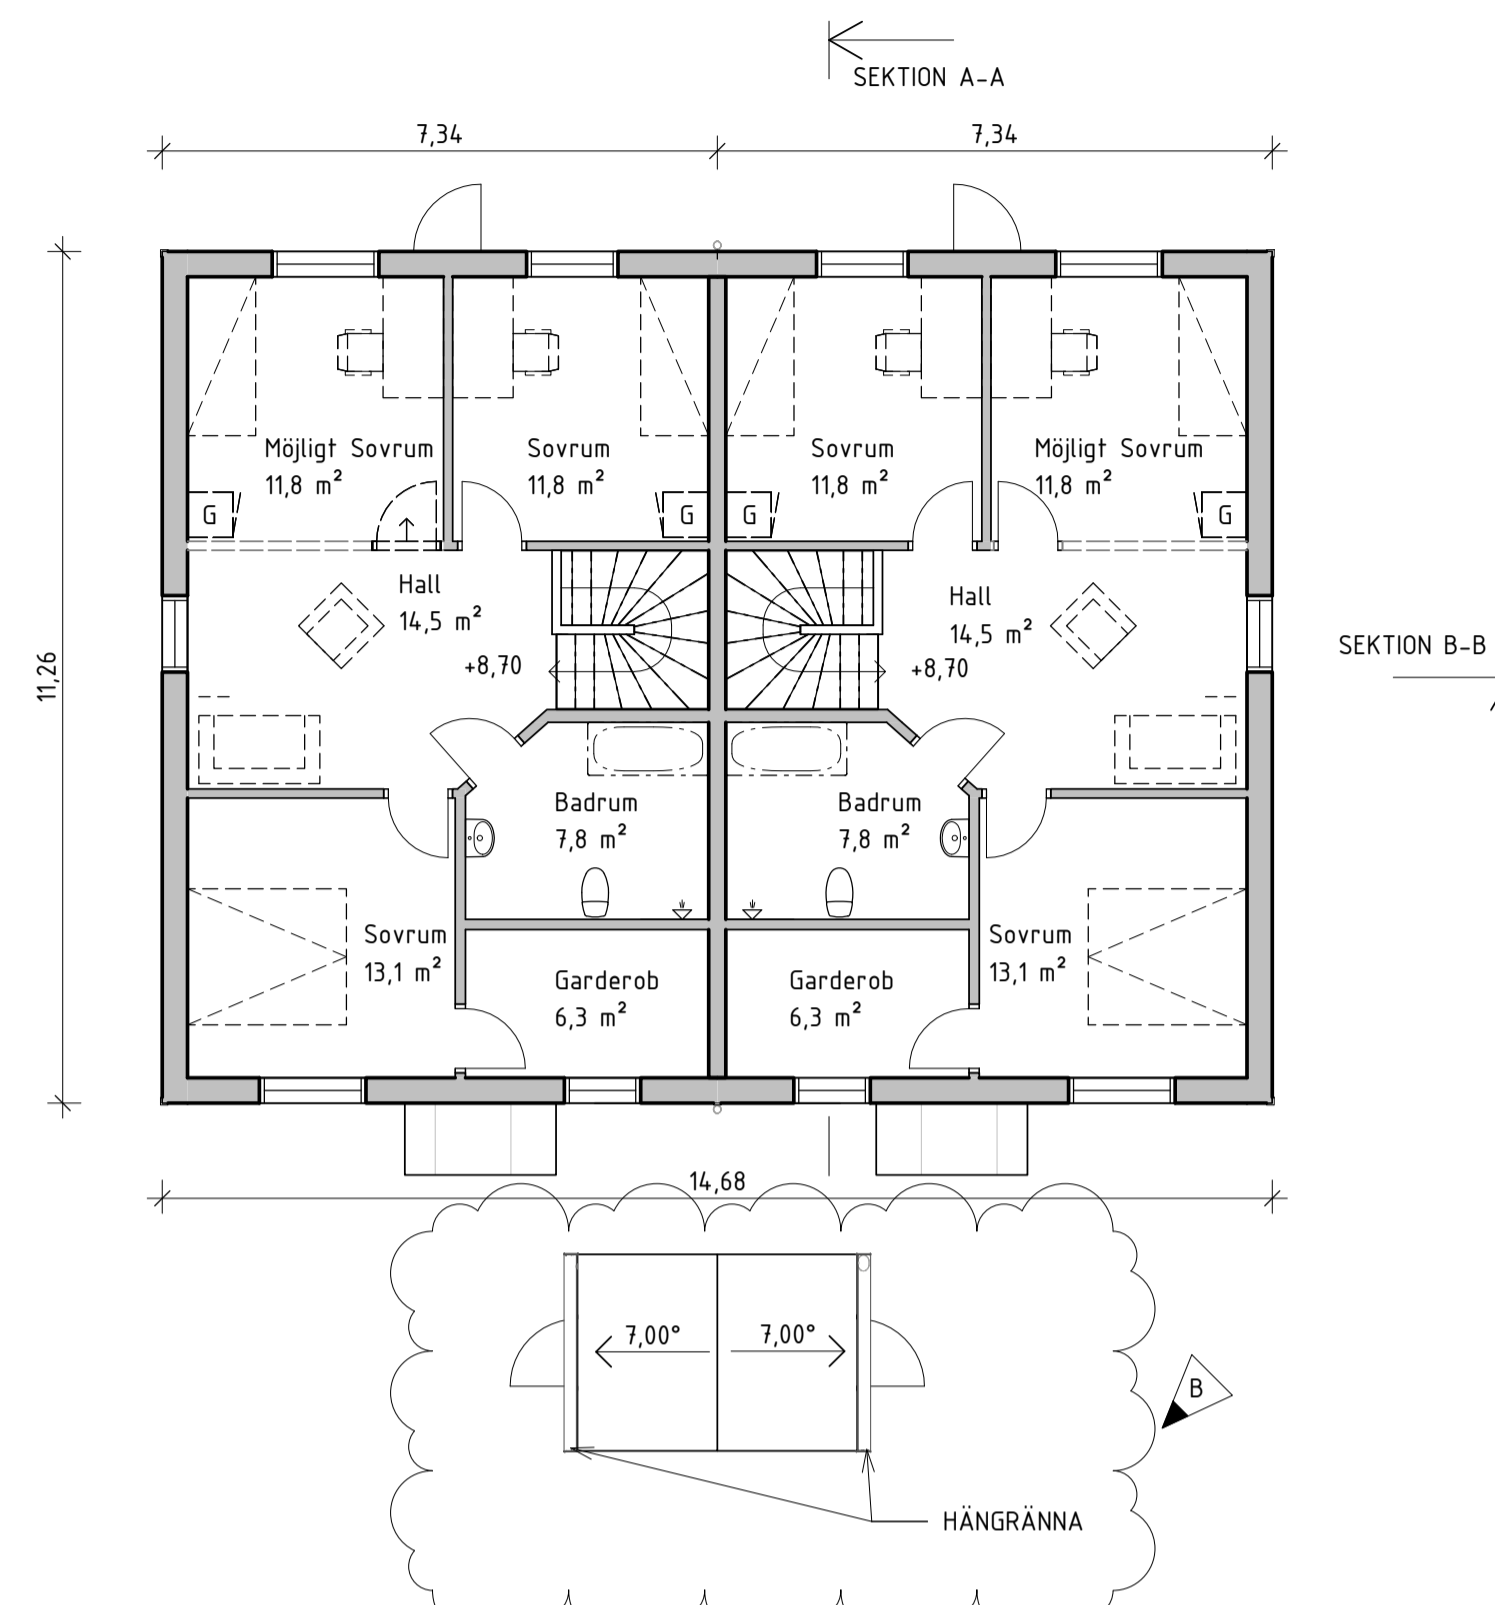 SEKTION A-A
7,34
7,34
Möjligt Sovrum
11,8 m²
Sovrum
11,8 m²
Sovrum
11,8 m²
Möjligt Sovrum
11,8 m²
G
G
G
G
Hall
14,5 m²
+8,70
Hall
14,5 m²
+8,70
SEKTION B-B
11,26
Badrum
7,8 m²
Badrum
7,8 m²
Sovrum
13,1 m²
Garderob
6,3 m²
Garderob
6,3 m²
Sovrum
13,1 m²
14,68
7,00°
7,00°
B
HÄNGRÄNNA